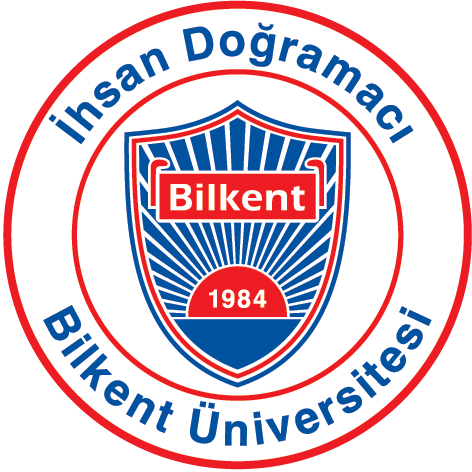 İhsan Doğramacı
Bilkent
1984
Bilkent Üniversitesi